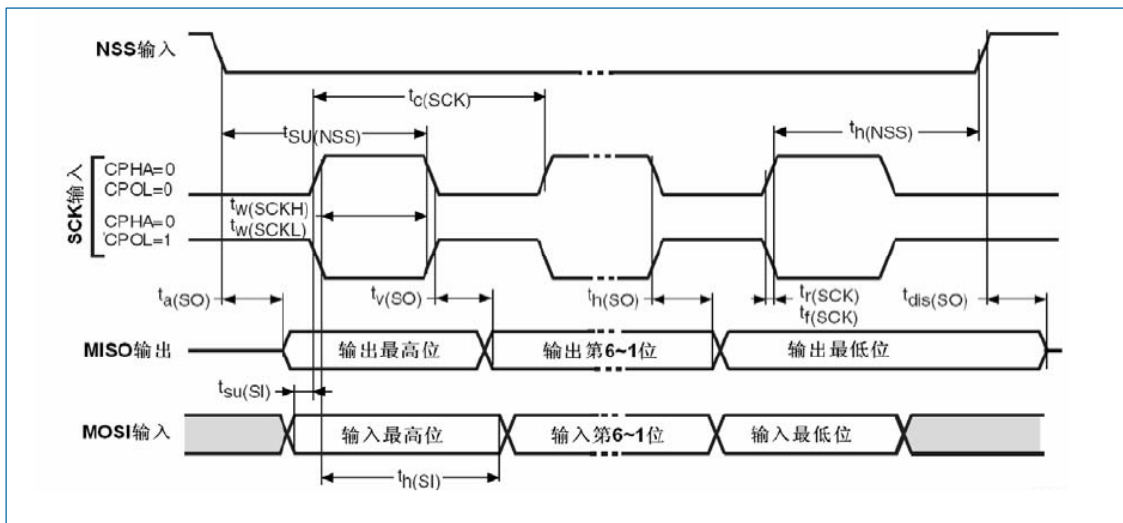 NSS输入
tc(SCK)
tSU(NSS)
th(NSS)
SCK输入
CPHA=0
CPOL=0
CPHA=0
CPOL=1
tw(SCKH)
tw(SCKL)
ta(SO)
tv(SO)
th(SO)
tr(SCK)
tf(SCK)
tdis(SO)
MISO输出
输出最高位
输出第6~1位
输出最低位
tsu(SI)
MOSI输入
输入最高位
输入第6~1位
输入最低位
th(SI)